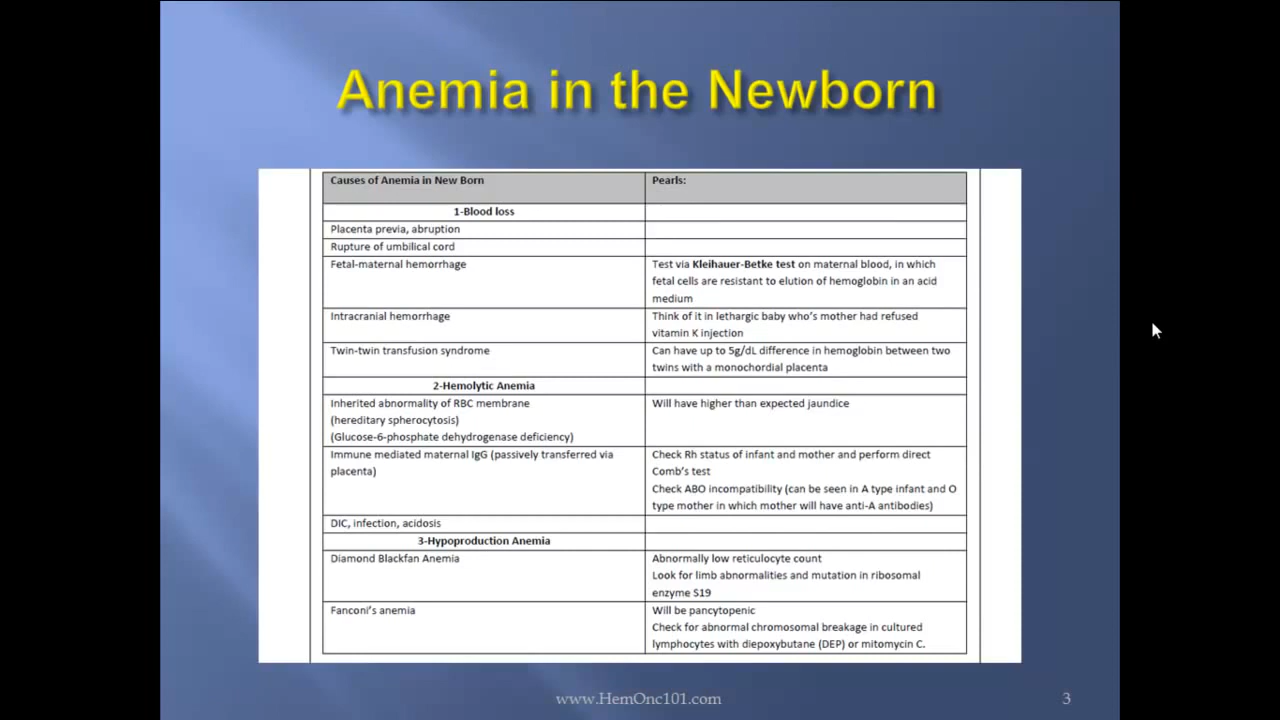 Anemia in the Newborn
Causes of Anemia in New Born
Pearls:
1-Blood loss
Placenta previa, abruption
Rupture of umbilical cord
Fetal-maternal hemorrhage
Test via Kleihauer-Betke test on maternal blood, in which
fetal cells are resistant to elution of hemoglobin in an acid
medium
Intracranial hemorrhage
Think of it in lethargic baby who's mother had refused
vitamin K injection
Twin-twin transfusion syndrome
Can have up to 5g/dL difference in hemoglobin between two
twins with a monochordial placenta
2-Hemolytic Anemia
Inherited abnormality of RBC membrane
(hereditary spherocytosis)
(Glucose-6-phosphate dehydrogenase deficiency)
Will have higher than expected jaundice
Immune mediated maternal IgG (passively transferred via
placenta)
Check Rh status of infant and mother and perform direct
Comb's test
Check ABO incompatibility (can be seen in A type infant and O
type mother in which mother will have anti-A antibodies)
DIC, infection, acidosis
3-Hypoproduction Anemia
Diamond Blackfan Anemia
Abnormally low reticulocyte count
Look for limb abnormalities and mutation in ribosomal
enzyme S19
Fanconi's anemia
Will be pancytopenic
Check for abnormal chromosomal breakage in cultured
lymphocytes with diepoxybutane (DEP) or mitomycin C.
www.HemOnc101.com
3